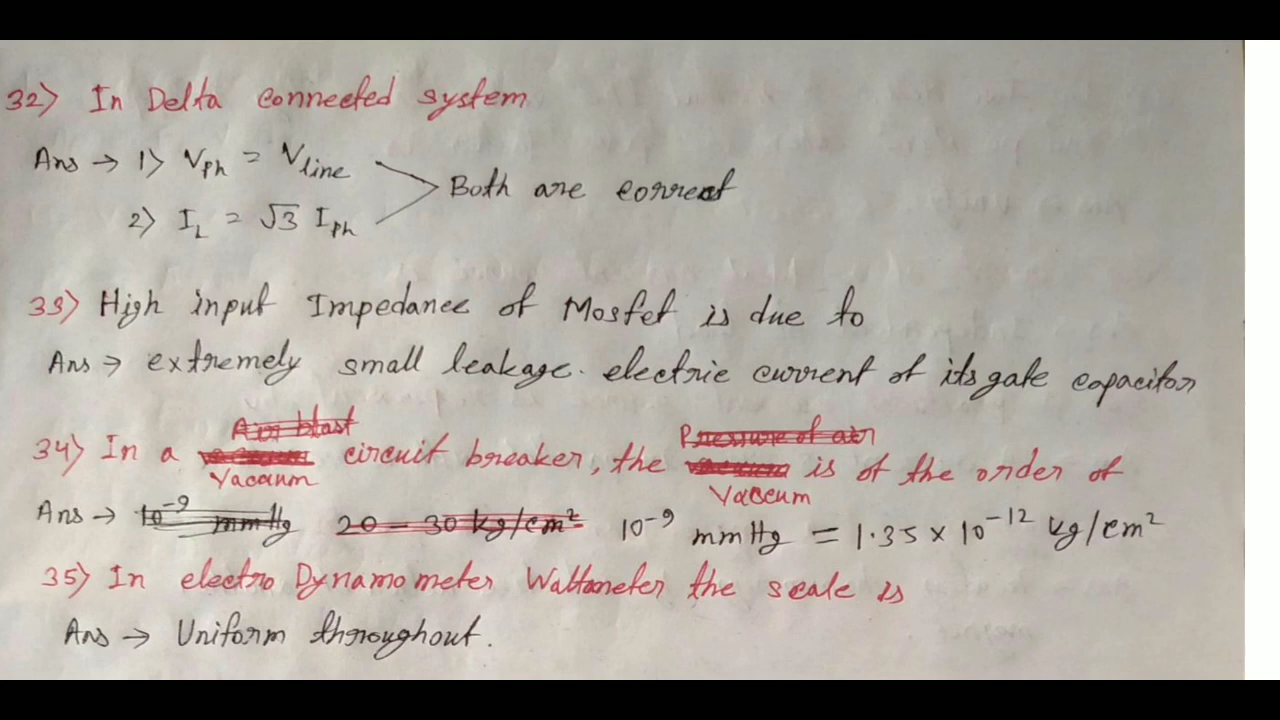 32) In Delta connected system
Ans → 1) Vph = Vline
Both are correct
2) IL = √3 Iph
33) High input Impedance of Mosfet is due to
Ans → extremely small leakage. electric current of its gate capacitor
Air blast Pressure of air
34) In a circuit breaker, the is of the order of
Vacuum Vaccum
Ans → 10⁻⁹ mmHg 20 - 30 kg/cm² 10⁻⁹ mmHg = 1.35 × 10⁻¹² kg/cm²
35) In electro Dynamometer Wattmeter the scale is
Ans → Uniform throughout.